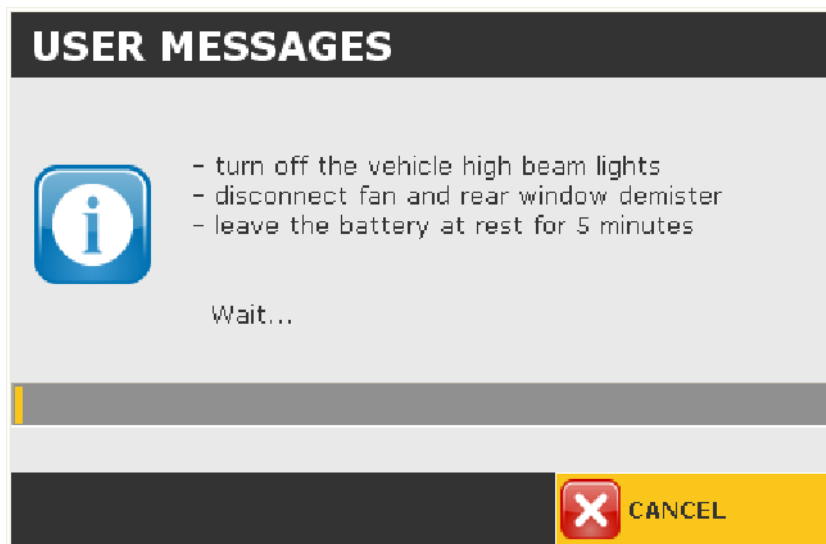 USER MESSAGES
- turn off the vehicle high beam lights
- disconnect fan and rear window demister
- leave the battery at rest for 5 minutes
Wait...
CANCEL